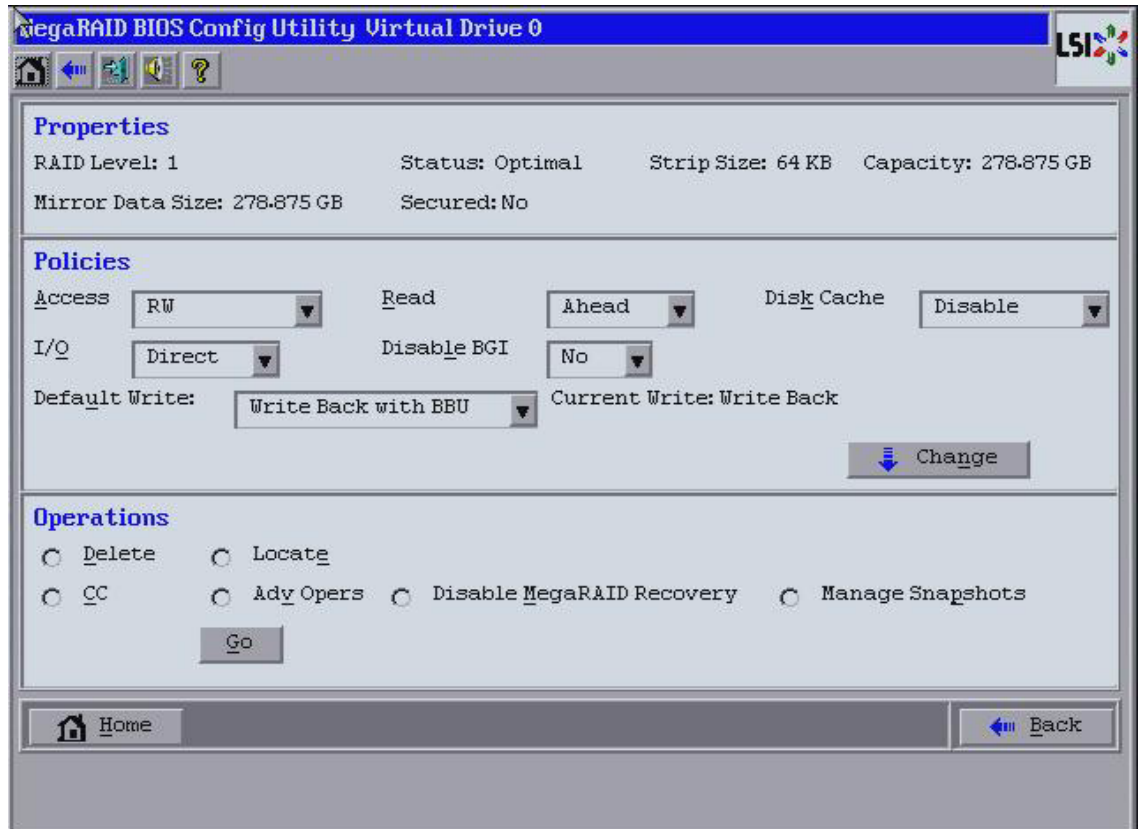 MegaRAID BIOS Config Utility Virtual Drive 0
LSI
Properties
RAID Level: 1 Status: Optimal Strip Size: 64 KB Capacity: 278.875 GB
Mirror Data Size: 278.875 GB Secured: No
Policies
Access RW Read Ahead Disk Cache Disable
I/O Direct Disable BGI No
Default Write: Write Back with BBU Current Write: Write Back
Change
Operations
Delete Locate
CC Adv Opers Disable MegaRAID Recovery Manage Snapshots
Go
Home Back